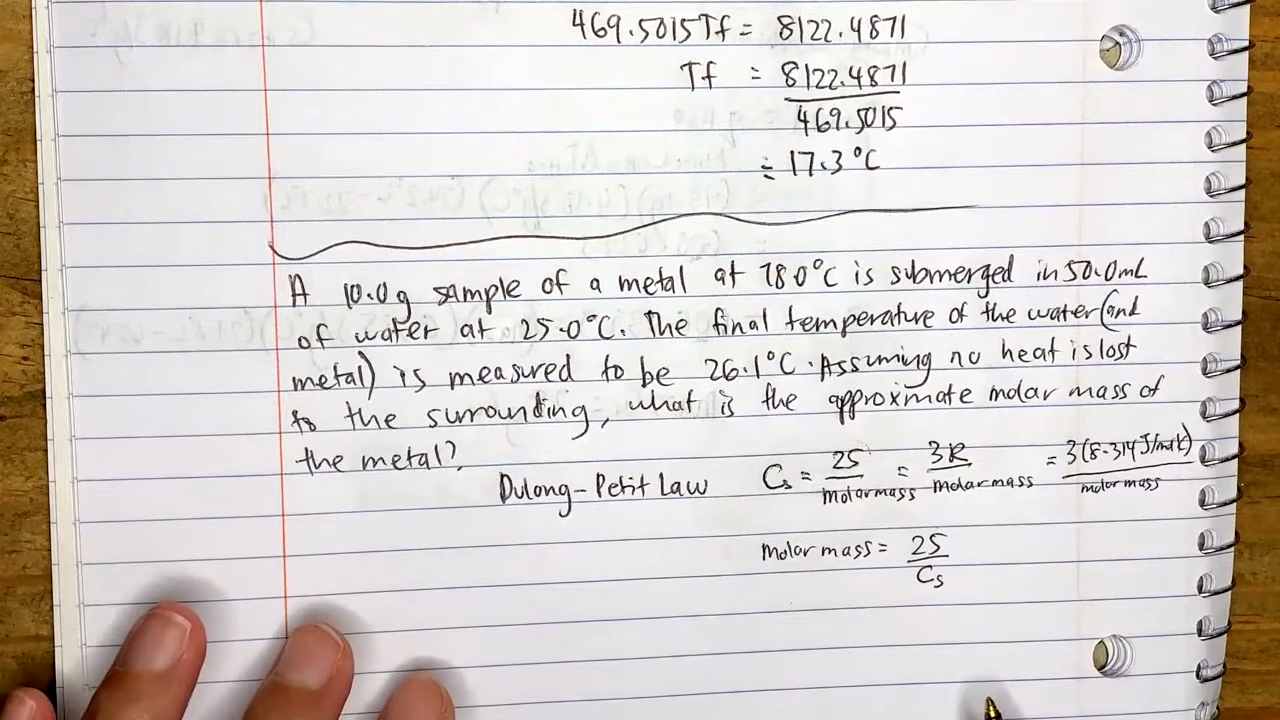 469.5015Tf = 8122.4871
Tf = 8122.4871
469.5015
= 17.3°C
A 10.0g sample of a metal at 78.0°C is submerged in 50.0mL
of water at 25.0°C. The final temperature of the water (and
metal) is measured to be 26.1°C. Assuming no heat is lost
to the surounding, what is the approximate molar mass of
the metal?
Dulong-Petit Law Cs = 25/molar mass = 3R/molar mass = 3(8.314 J/molK)/molar mass
molar mass = 25/Cs